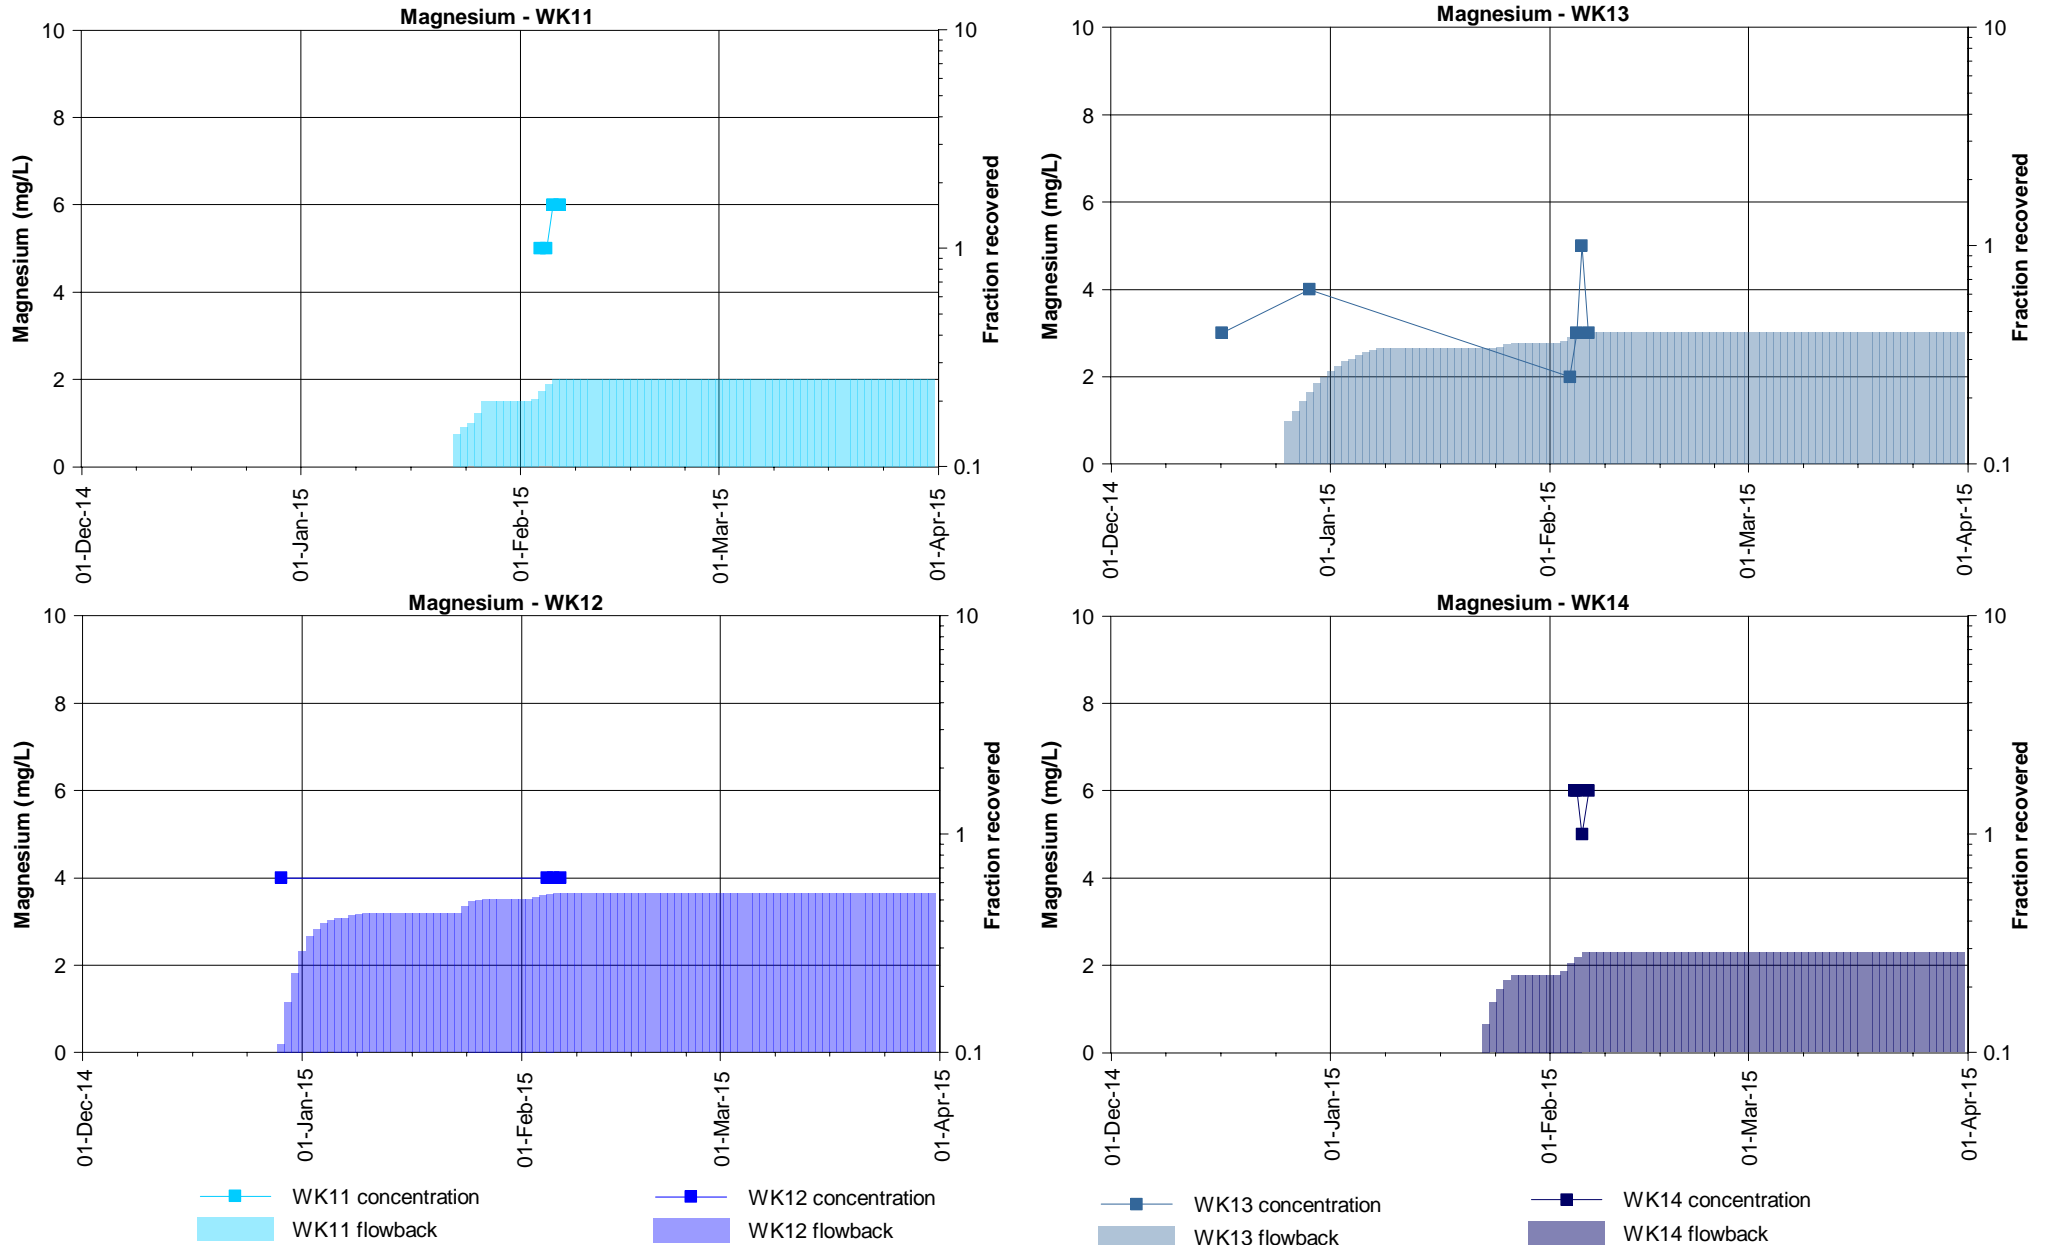 Magnesium - WK11
10
8
6
4
2
0
Magnesium (mg/L)
10
1
0.1
Fraction recovered
01-Dec-14
01-Jan-15
01-Feb-15
01-Mar-15
01-Apr-15
Magnesium - WK13
10
8
6
4
2
0
Magnesium (mg/L)
10
1
0.1
Fraction recovered
01-Dec-14
01-Jan-15
01-Feb-15
01-Mar-15
01-Apr-15
Magnesium - WK12
10
8
6
4
2
0
Magnesium (mg/L)
10
1
0.1
Fraction recovered
01-Dec-14
01-Jan-15
01-Feb-15
01-Mar-15
01-Apr-15
Magnesium - WK14
10
8
6
4
2
0
Magnesium (mg/L)
10
1
0.1
Fraction recovered
01-Dec-14
01-Jan-15
01-Feb-15
01-Mar-15
01-Apr-15
WK11 concentration
WK11 flowback
WK12 concentration
WK12 flowback
WK13 concentration
WK13 flowback
WK14 concentration
WK14 flowback